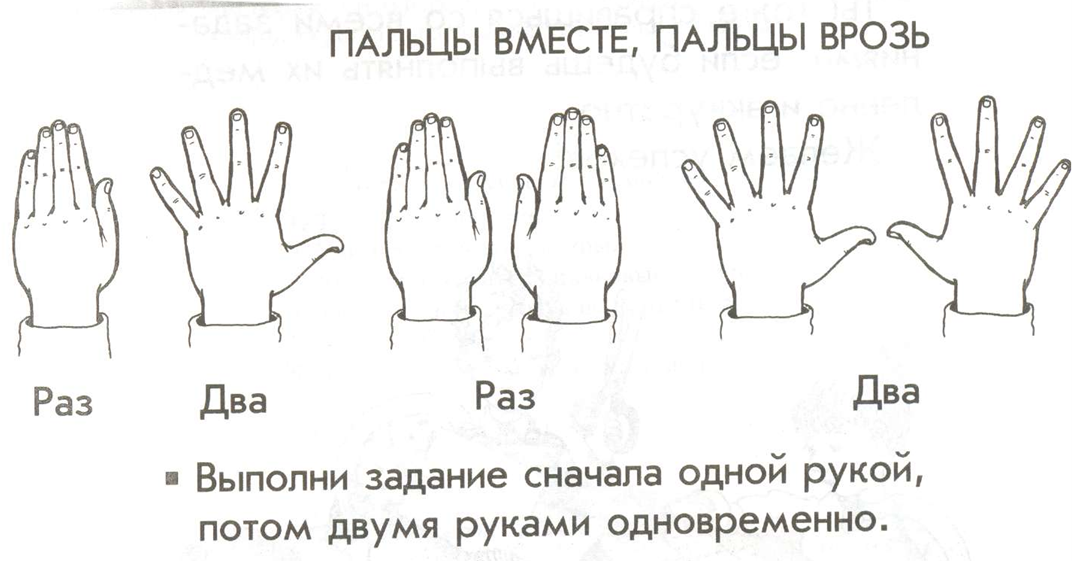 ПАЛЬЦЫ ВМЕСТЕ, ПАЛЬЦЫ ВРОЗЬ
Раз Два Раз Два
▪ Выполни задание сначала одной рукой,
потом двумя руками одновременно.